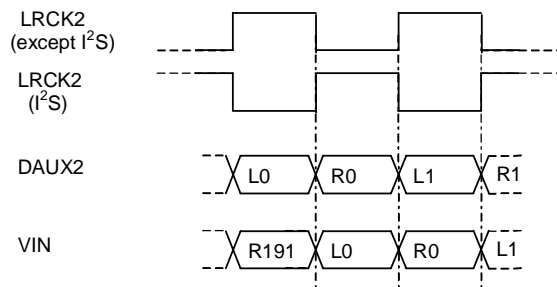 LRCK2
(except I²S)
LRCK2
(I²S)
DAUX2 L0 R0 L1 R1
VIN R191 L0 R0 L1